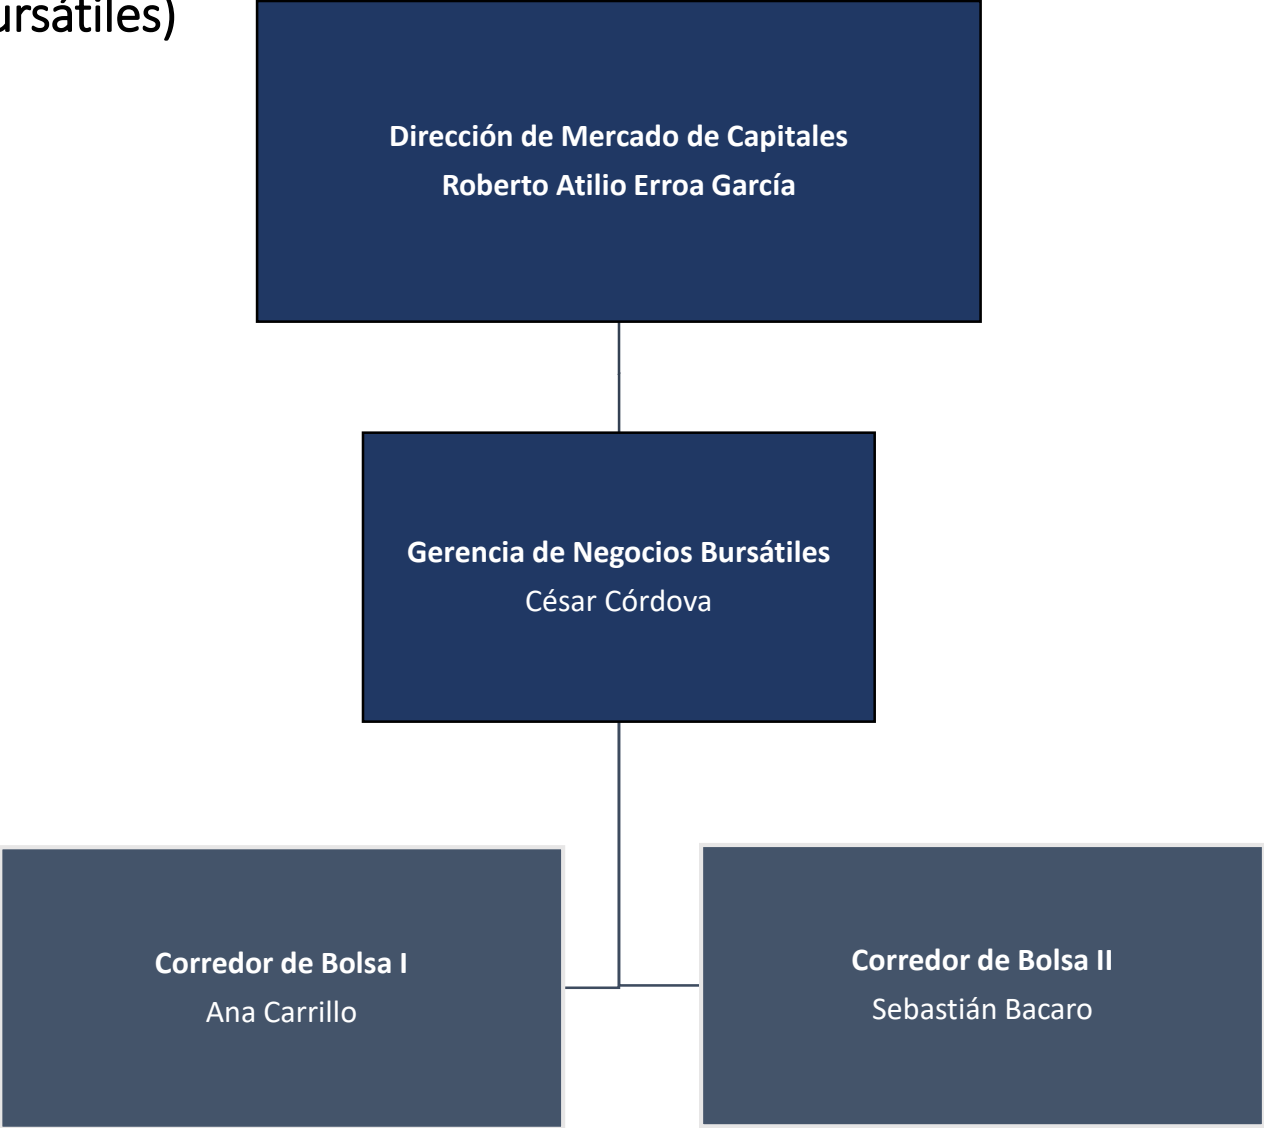 ursátiles)
Dirección de Mercado de Capitales
Roberto Atilio Erroa García
Gerencia de Negocios Bursátiles
César Córdova
Corredor de Bolsa I
Ana Carrillo
Corredor de Bolsa II
Sebastián Bacaro